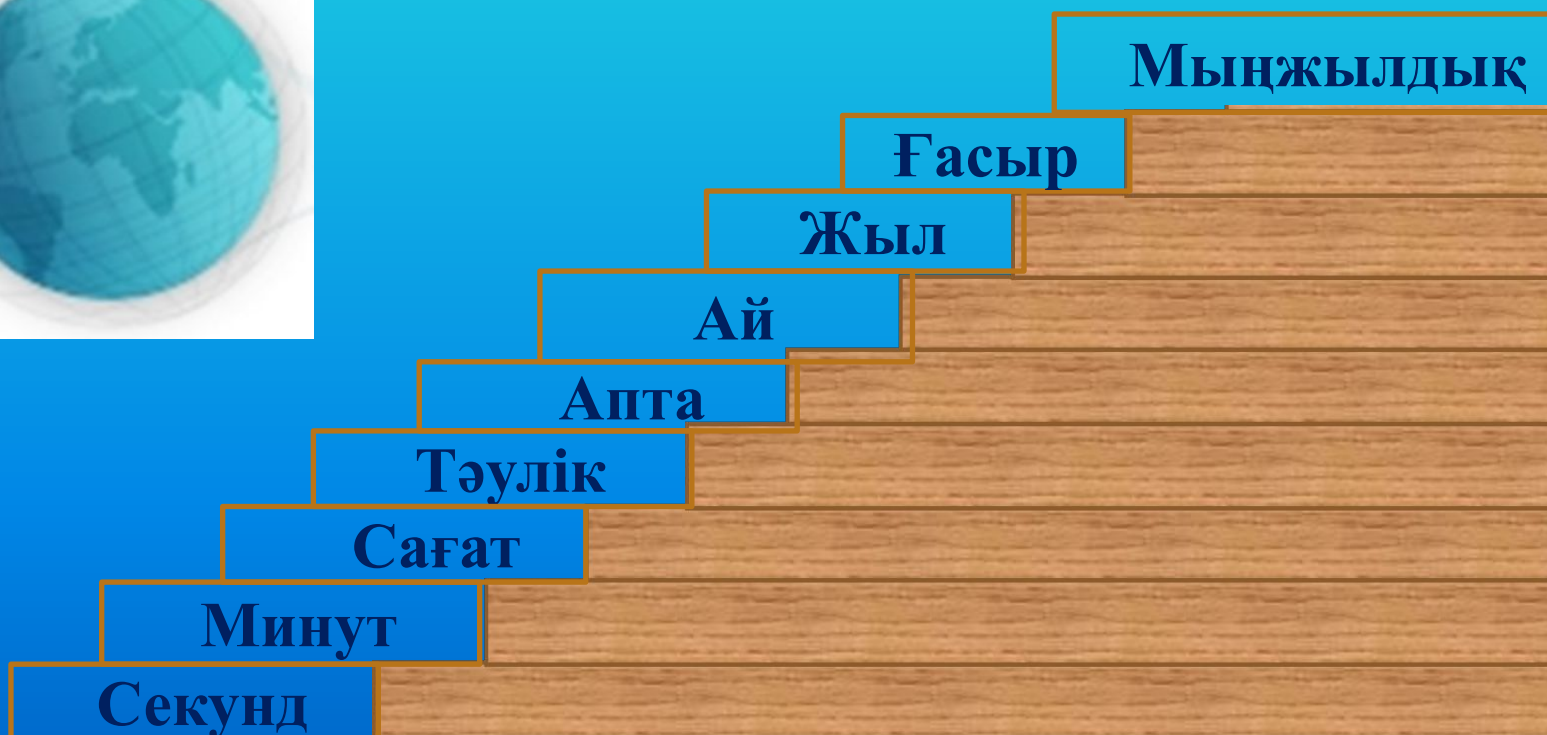 Мыңжылдық
Ғасыр
Жыл
Ай
Апта
Тәулік
Сағат
Минут
Секунд